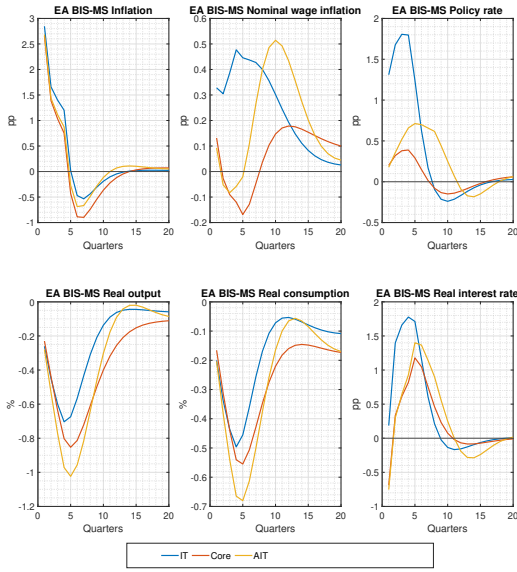 EA BIS-MS Inflation
EA BIS-MS Nominal wage inflation
EA BIS-MS Policy rate
3
2.5
2
1.5
1
0.5
0
-0.5
-1
pp
0 5 10 15 20
Quarters
0.6
0.5
0.4
0.3
0.2
0.1
0
-0.1
-0.2
pp
0 5 10 15 20
Quarters
2
1.5
1
0.5
0
-0.5
pp
0 5 10 15 20
Quarters
EA BIS-MS Real output
EA BIS-MS Real consumption
EA BIS-MS Real interest rate
0
-0.2
-0.4
-0.6
-0.8
-1
-1.2
%
0 5 10 15 20
Quarters
0
-0.1
-0.2
-0.3
-0.4
-0.5
-0.6
-0.7
%
0 5 10 15 20
Quarters
2
1.5
1
0.5
0
-0.5
-1
pp
0 5 10 15 20
Quarters
IT Core AIT